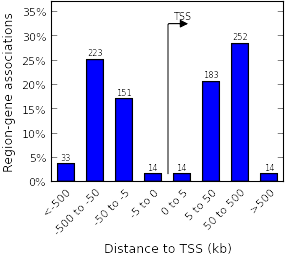 Region-gene associations
35%
30%
25%
20%
15%
10%
5%
0%
TSS
33
223
151
14
14
183
252
14
<-500
-500 to -50
-50 to -5
-5 to 0
0 to 5
5 to 50
50 to 500
>500
Distance to TSS (kb)